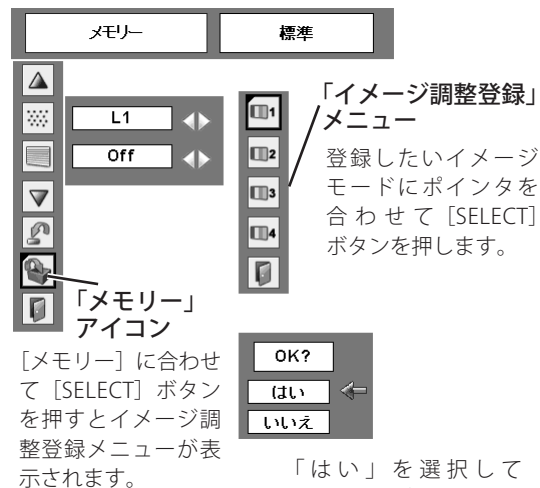 メモリー 標準
L1
Off
1
2
3
4
「イメージ調整登録」
メニュー
登録したいイメージ
モードにポインタを
合わせて［SELECT］
ボタンを押します。
「メモリー」
アイコン
［メモリー］に合わせ
て［SELECT］ボタン
を押すとイメージ調
整登録メニューが表
示されます。
OK?
はい
いいえ
「はい」を選択して